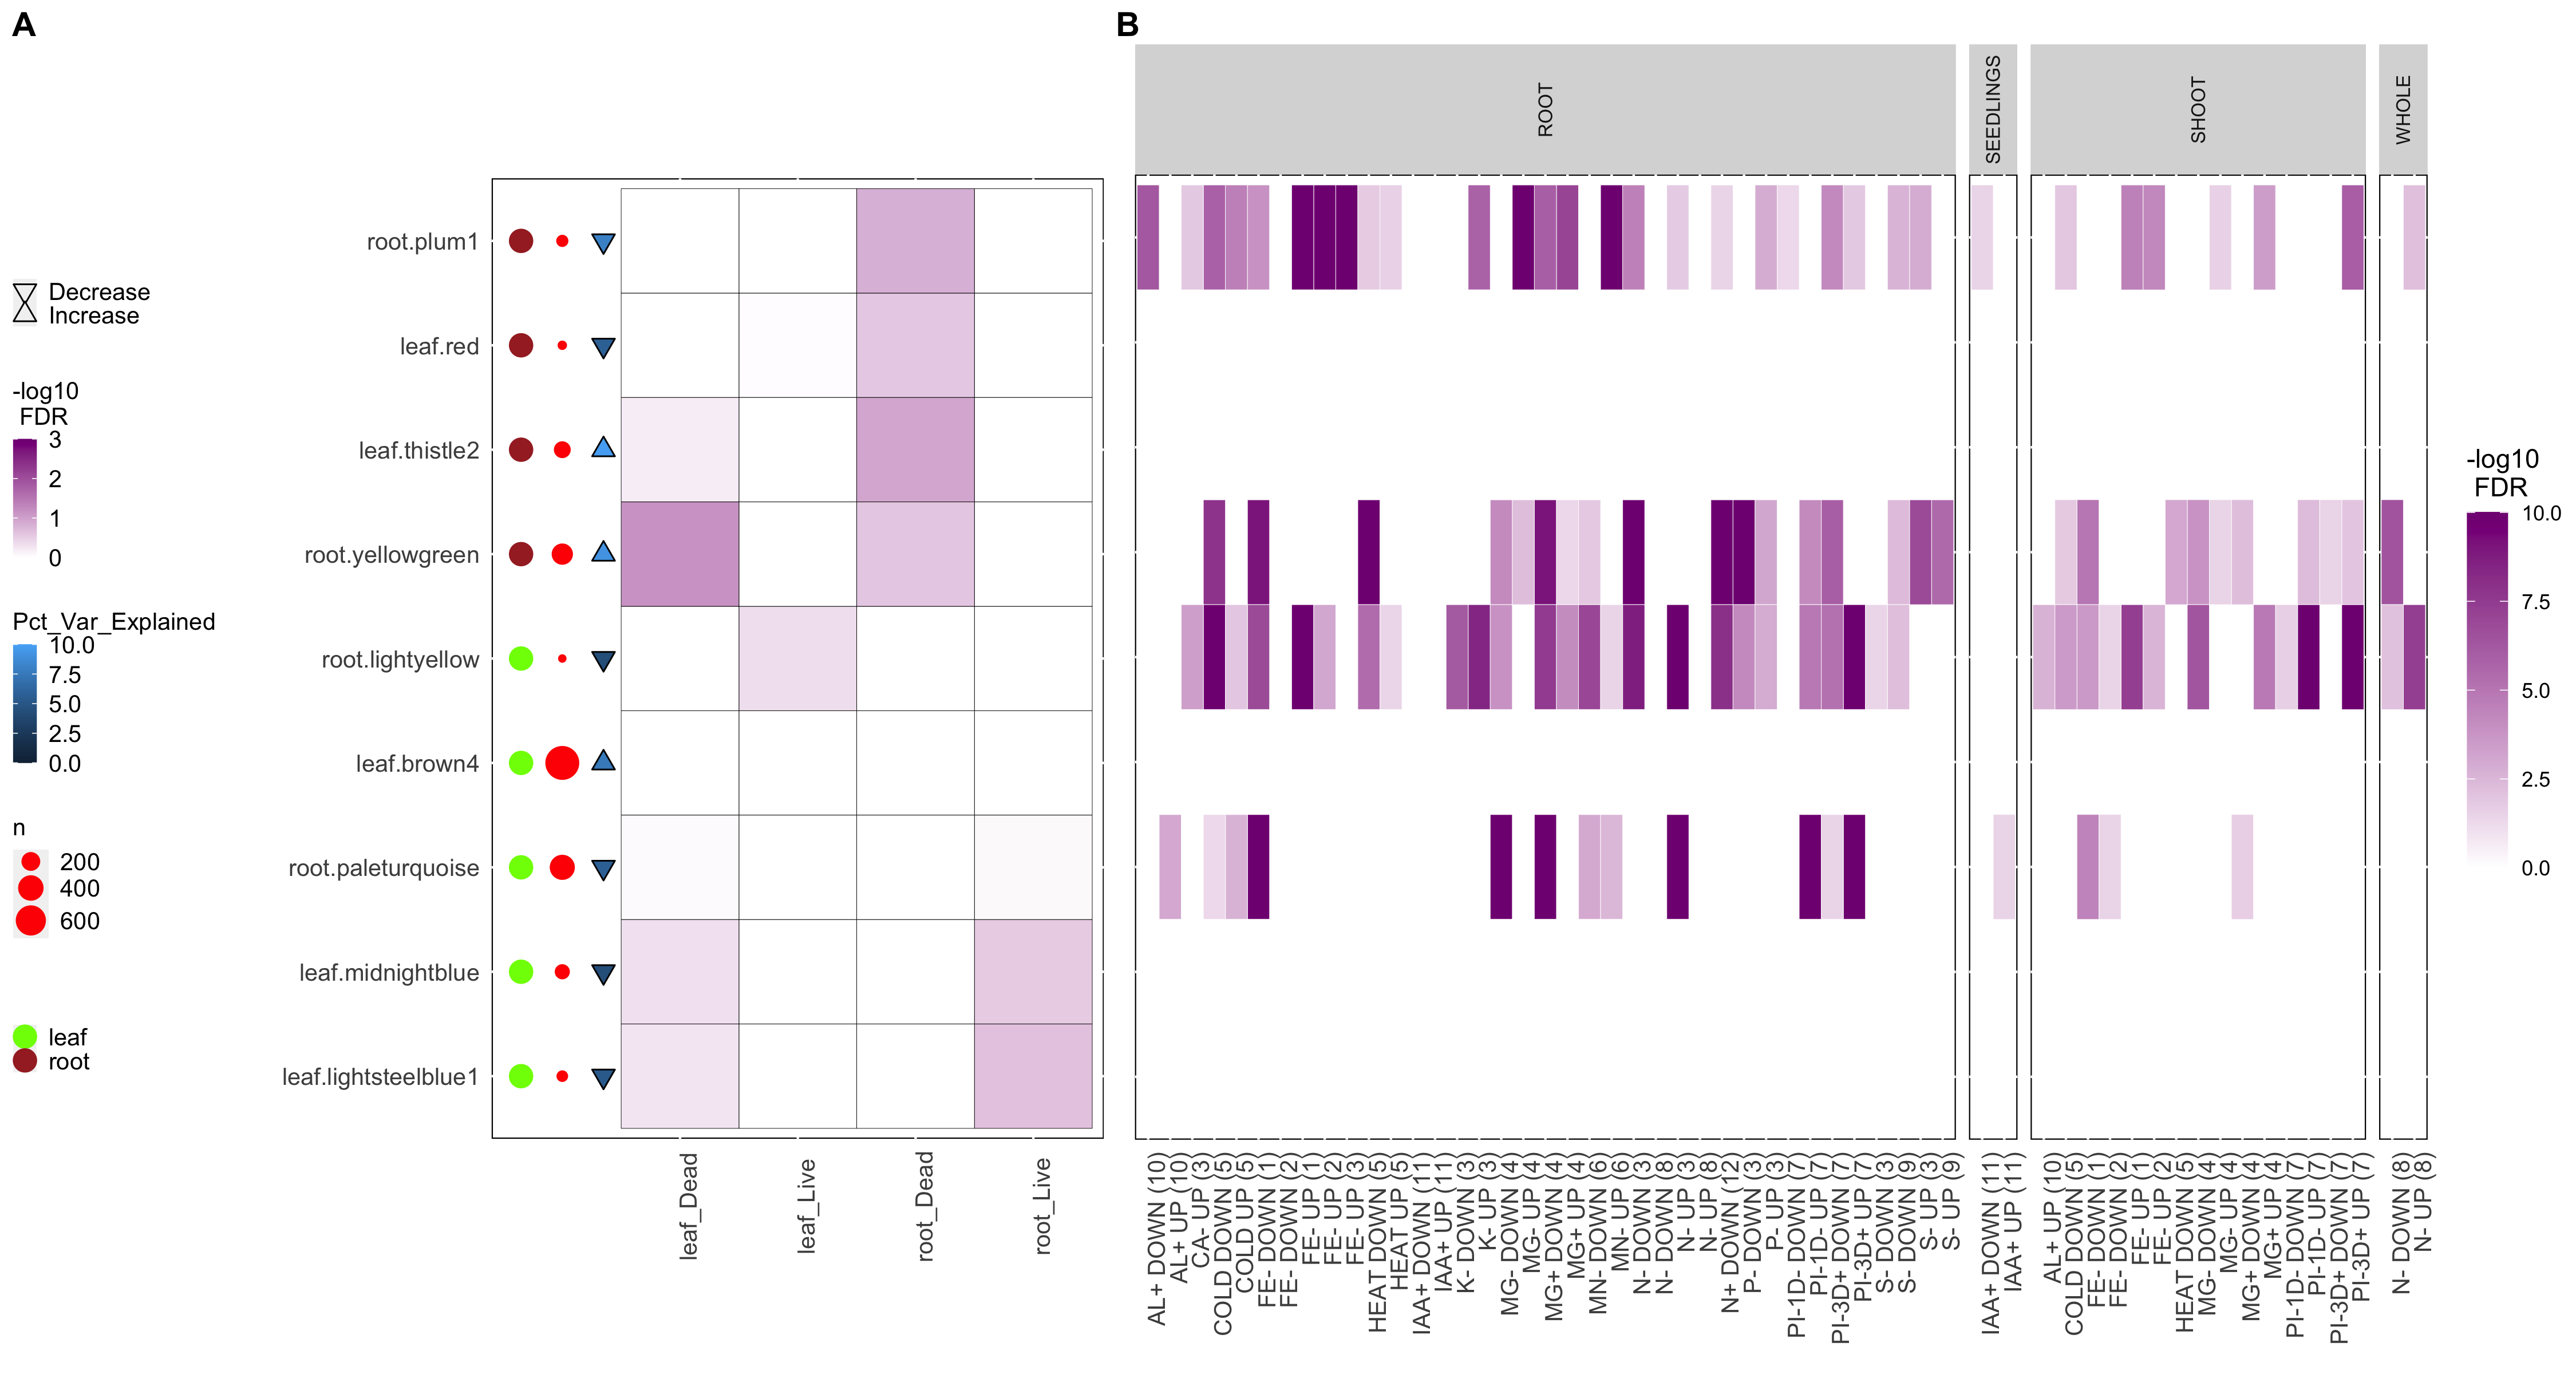 A
B
ROOT
SEEDLINGS
SHOOT
WHOLE
Decrease
Increase
-log10
FDR
3
2
1
0
Pct_Var_Explained
10.0
7.5
5.0
2.5
0.0
n
200
400
600
leaf
root
root.plum1
leaf.red
leaf.thistle2
root.yellowgreen
root.lightyellow
leaf.brown4
root.paleturquoise
leaf.midnightblue
leaf.lightsteelblue1
leaf_Dead
leaf_Live
root_Dead
root_Live
AL+ DOWN (10)
AL+ UP (10)
CA- UP (3)
COLD DOWN (5)
COLD UP (5)
FE- DOWN (1)
FE- DOWN (2)
FE- UP (1)
FE- UP (2)
FE- UP (3)
HEAT DOWN (5)
HEAT UP (5)
IAA+ DOWN (11)
IAA+ UP (11)
K- DOWN (3)
K- UP (3)
MG- DOWN (4)
MG- UP (4)
MG+ DOWN (4)
MG+ UP (4)
MN- DOWN (6)
MN- UP (6)
N- DOWN (3)
N- DOWN (8)
N- UP (3)
N- UP (8)
N+ DOWN (12)
P- DOWN (3)
P- UP (3)
PI-1D- DOWN (7)
PI-1D- UP (7)
PI-3D+ DOWN (7)
PI-3D+ UP (7)
S- DOWN (3)
S- DOWN (9)
S- UP (3)
S- UP (9)
IAA+ DOWN (11)
IAA+ UP (11)
AL+ UP (10)
COLD DOWN (5)
FE- DOWN (1)
FE- DOWN (2)
FE- UP (1)
FE- UP (2)
HEAT DOWN (5)
MG- DOWN (4)
MG- UP (4)
MG+ DOWN (4)
MG+ UP (4)
PI-1D- DOWN (7)
PI-1D- UP (7)
PI-3D+ DOWN (7)
PI-3D+ UP (7)
N- DOWN (8)
N- UP (8)
-log10
FDR
10.0
7.5
5.0
2.5
0.0